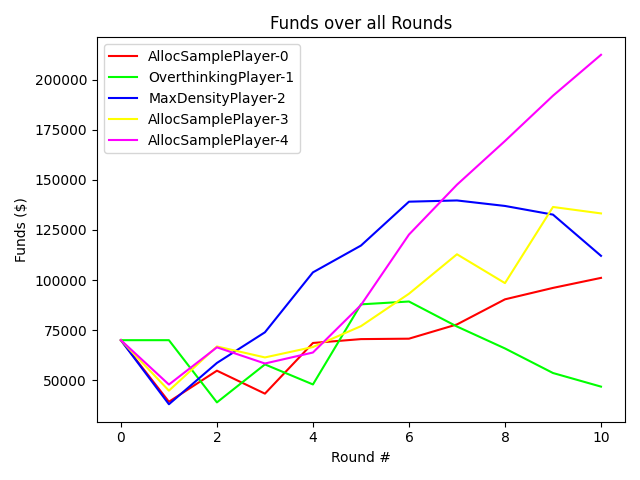 Funds over all Rounds
AllocSamplePlayer-0
OverthinkingPlayer-1
MaxDensityPlayer-2
AllocSamplePlayer-3
AllocSamplePlayer-4
Funds ($)
200000
175000
150000
125000
100000
75000
50000
0 2 4 6 8 10
Round #